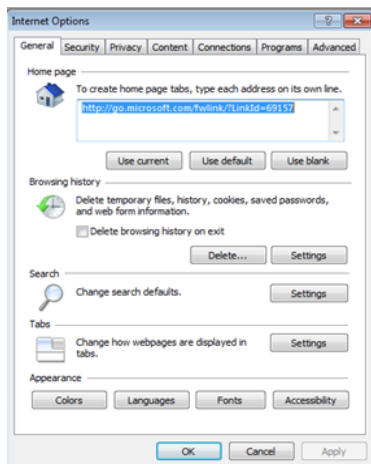 Internet Options
General Security Privacy Content Connections Programs Advanced
Home page
To create home page tabs, type each address on its own line.
http://go.microsoft.com/fwlink/?LinkId=69157
Use current Use default Use blank
Browsing history
Delete temporary files, history, cookies, saved passwords,
and web form information.
Delete browsing history on exit
Delete... Settings
Search
Change search defaults. Settings
Tabs
Change how webpages are displayed in
tabs.
Settings
Appearance
Colors Languages Fonts Accessibility
OK Cancel Apply